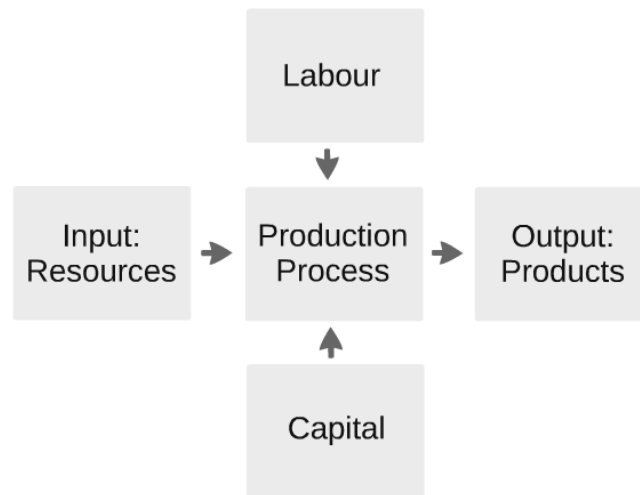 Labour
Input:
Resources
Production
Process
Output:
Products
Capital